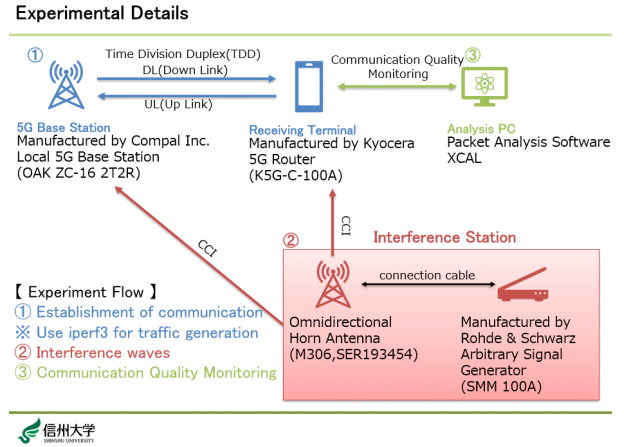 Experimental Details
①
Time Division Duplex(TDD)
DL(Down Link)
UL(Up Link)
Communication Quality
Monitoring
③
5G Base Station
Manufactured by Compal Inc.
Local 5G Base Station
(OAK ZC-16 2T2R)
Receiving Terminal
Manufactured by Kyocera
5G Router
(K5G-C-100A)
Analysis PC
Packet Analysis Software
XCAL
CCI
CCI
②
Interference Station
connection cable
Omnidirectional
Horn Antenna
(M306,SER193454)
Manufactured by
Rohde & Schwarz
Arbitrary Signal
Generator
(SMM 100A)
【 Experiment Flow 】
① Establishment of communication
※ Use iperf3 for traffic generation
② Interference waves
③ Communication Quality Monitoring
信州大学
SHINSHU UNIVERSITY